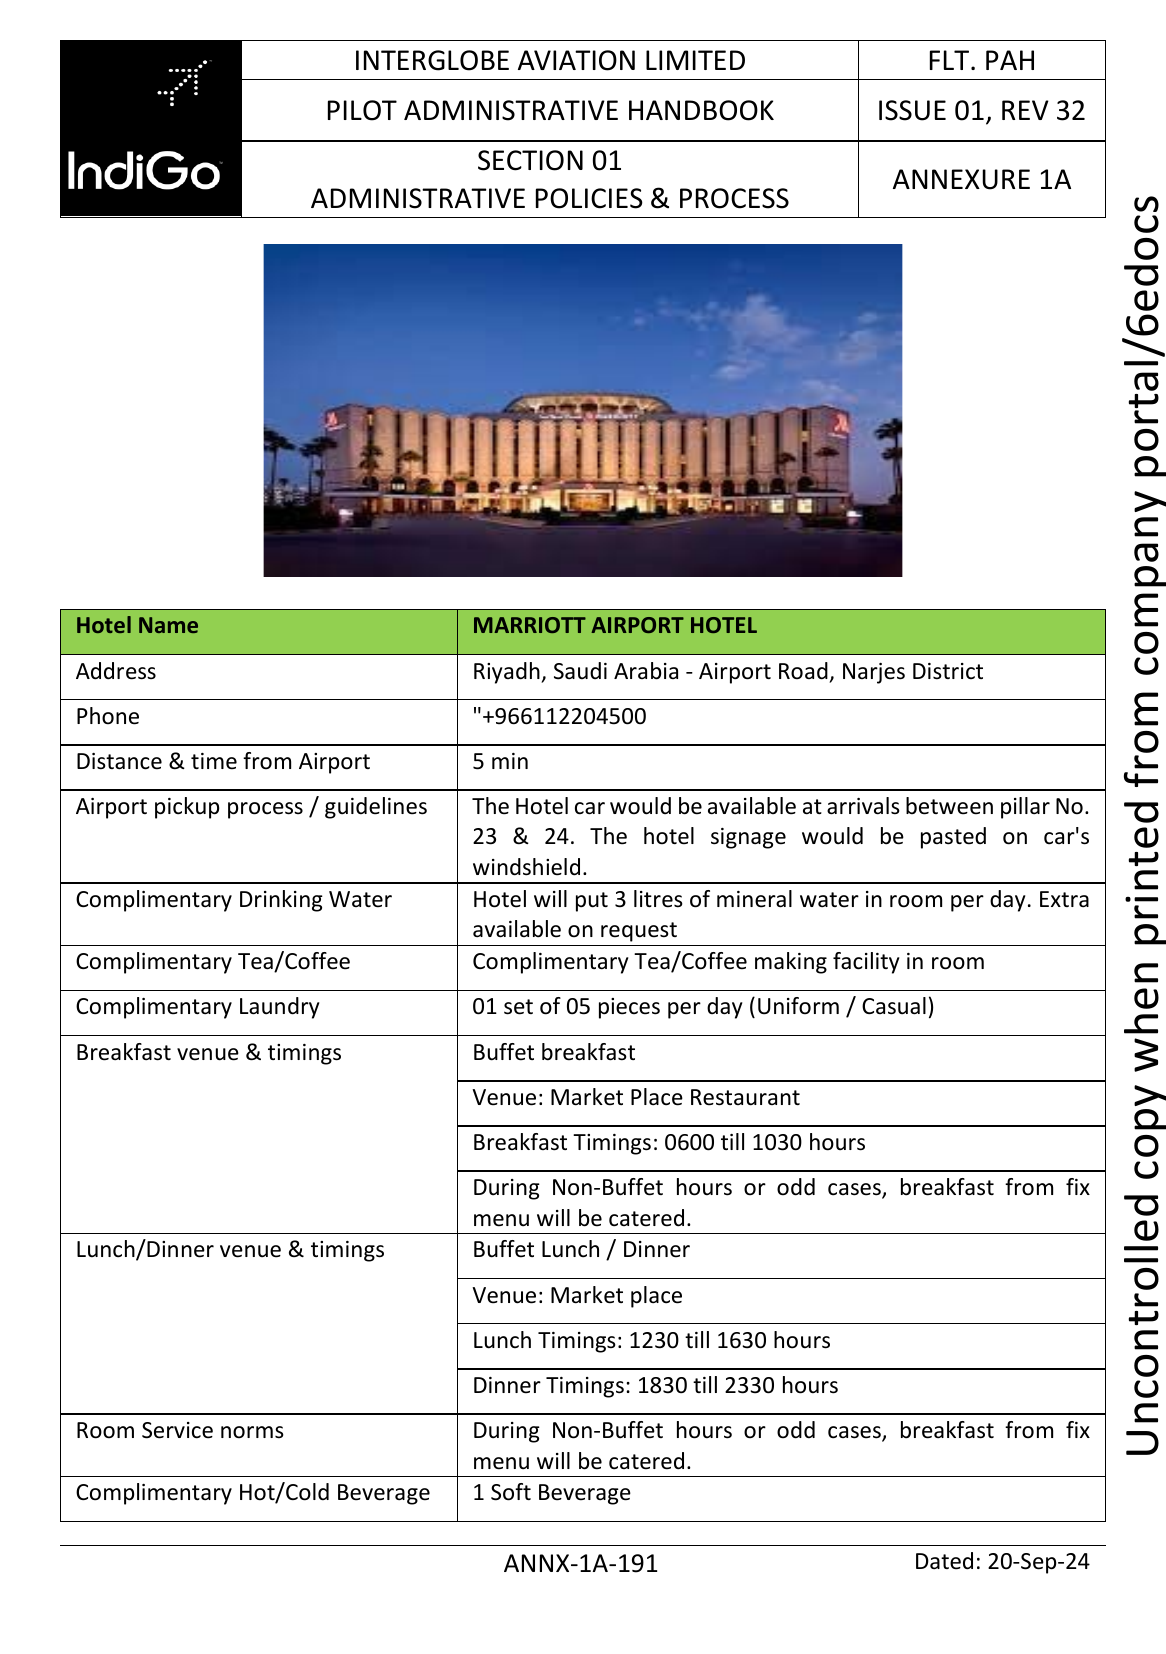 IndiGo
INTERGLOBE AVIATION LIMITED
FLT. PAH
PILOT ADMINISTRATIVE HANDBOOK
ISSUE 01, REV 32
SECTION 01
ADMINISTRATIVE POLICIES & PROCESS
ANNEXURE 1A
Hotel Name
MARRIOTT AIRPORT HOTEL
Address
Riyadh, Saudi Arabia - Airport Road, Narjes District
Phone
"+966112204500
Distance & time from Airport
5 min
Airport pickup process / guidelines
The Hotel car would be available at arrivals between pillar No.
23 & 24. The hotel signage would be pasted on car's
windshield.
Complimentary Drinking Water
Hotel will put 3 litres of mineral water in room per day. Extra
available on request
Complimentary Tea/Coffee
Complimentary Tea/Coffee making facility in room
Complimentary Laundry
01 set of 05 pieces per day (Uniform / Casual)
Breakfast venue & timings
Buffet breakfast
Venue: Market Place Restaurant
Breakfast Timings: 0600 till 1030 hours
During Non-Buffet hours or odd cases, breakfast from fix
menu will be catered.
Lunch/Dinner venue & timings
Buffet Lunch / Dinner
Venue: Market place
Lunch Timings: 1230 till 1630 hours
Dinner Timings: 1830 till 2330 hours
Room Service norms
During Non-Buffet hours or odd cases, breakfast from fix
menu will be catered.
Complimentary Hot/Cold Beverage
1 Soft Beverage
ANNX-1A-191
Dated: 20-Sep-24
Uncontrolled copy when printed from company portal/6edocs